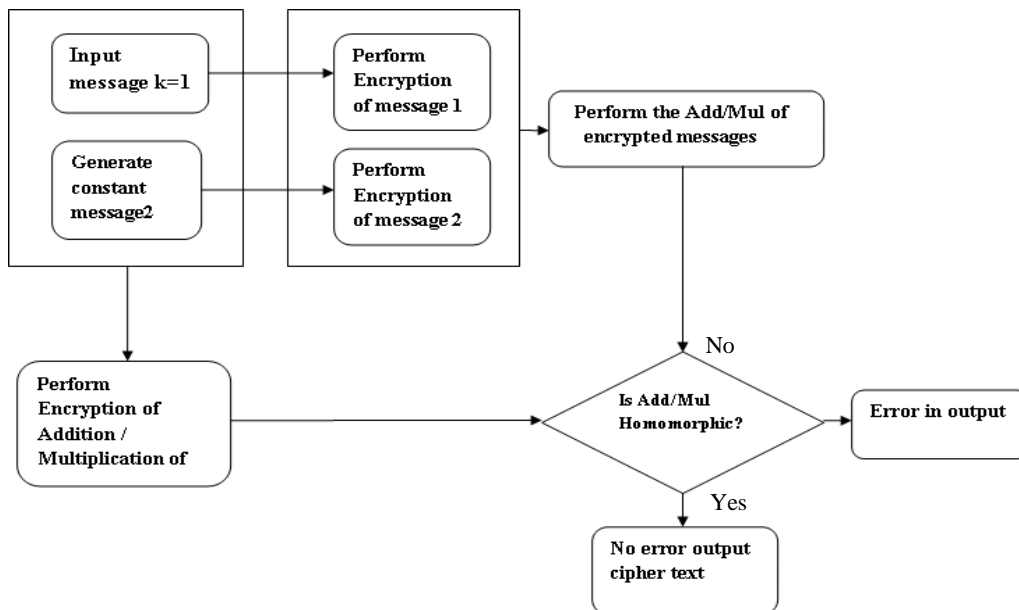 Input
message k=1
Perform
Encryption
of message 1
Perform the Add/Mul of
encrypted messages
Generate
constant
message2
Perform
Encryption
of message 2
No
Perform
Encryption of
Addition /
Multiplication of
Is Add/Mul
Homomorphic?
Error in output
Yes
No error output
cipher text